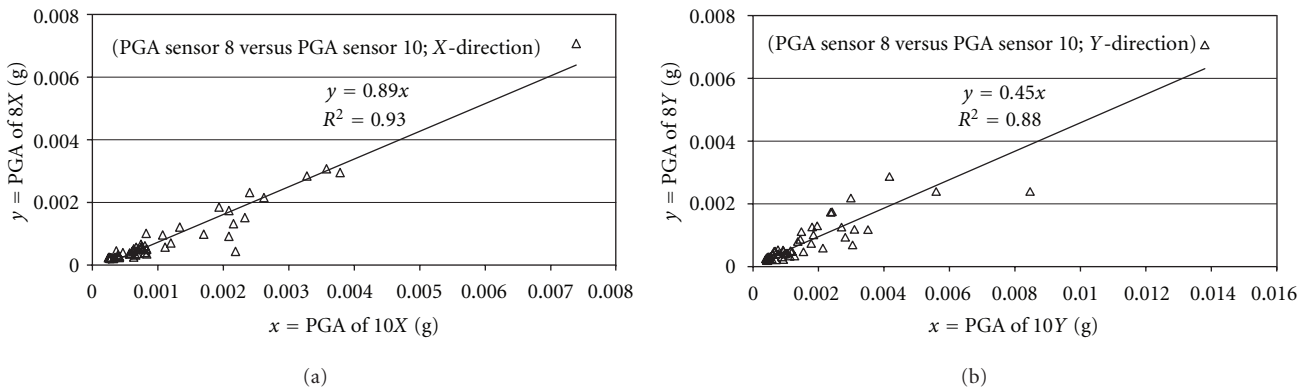 0.008
(PGA sensor 8 versus PGA sensor 10; X-direction)
0.006
y = 0.89x
R² = 0.93
0.004
0.002
0
y = PGA of 8X (g)
0 0.001 0.002 0.003 0.004 0.005 0.006 0.007 0.008
x = PGA of 10X (g)
(a)
0.008
(PGA sensor 8 versus PGA sensor 10; Y-direction)
0.006
y = 0.45x
R² = 0.88
0.004
0.002
0
y = PGA of 8Y (g)
0 0.002 0.004 0.006 0.008 0.01 0.012 0.014 0.016
x = PGA of 10Y (g)
(b)